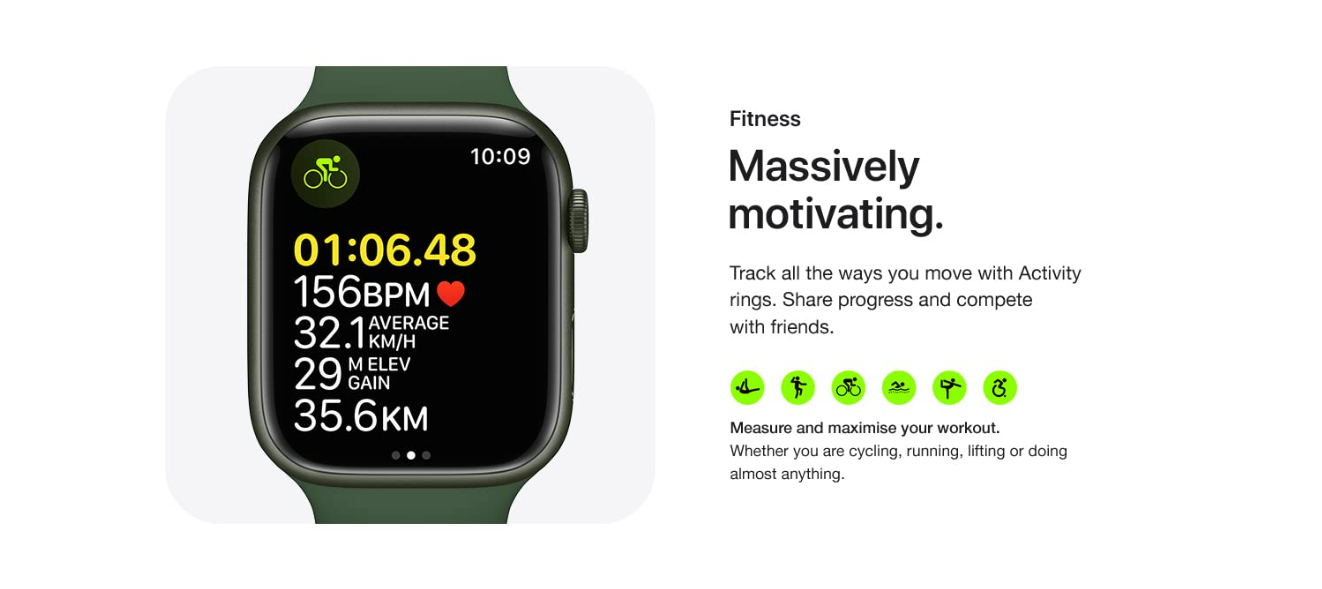 10:09
01:06.48
156BPM
32.1 AVERAGE
KM/H
29 M ELEV
GAIN
35.6KM
Fitness
Massively
motivating.
Track all the ways you move with Activity
rings. Share progress and compete
with friends.
Measure and maximise your workout.
Whether you are cycling, running, lifting or doing
almost anything.